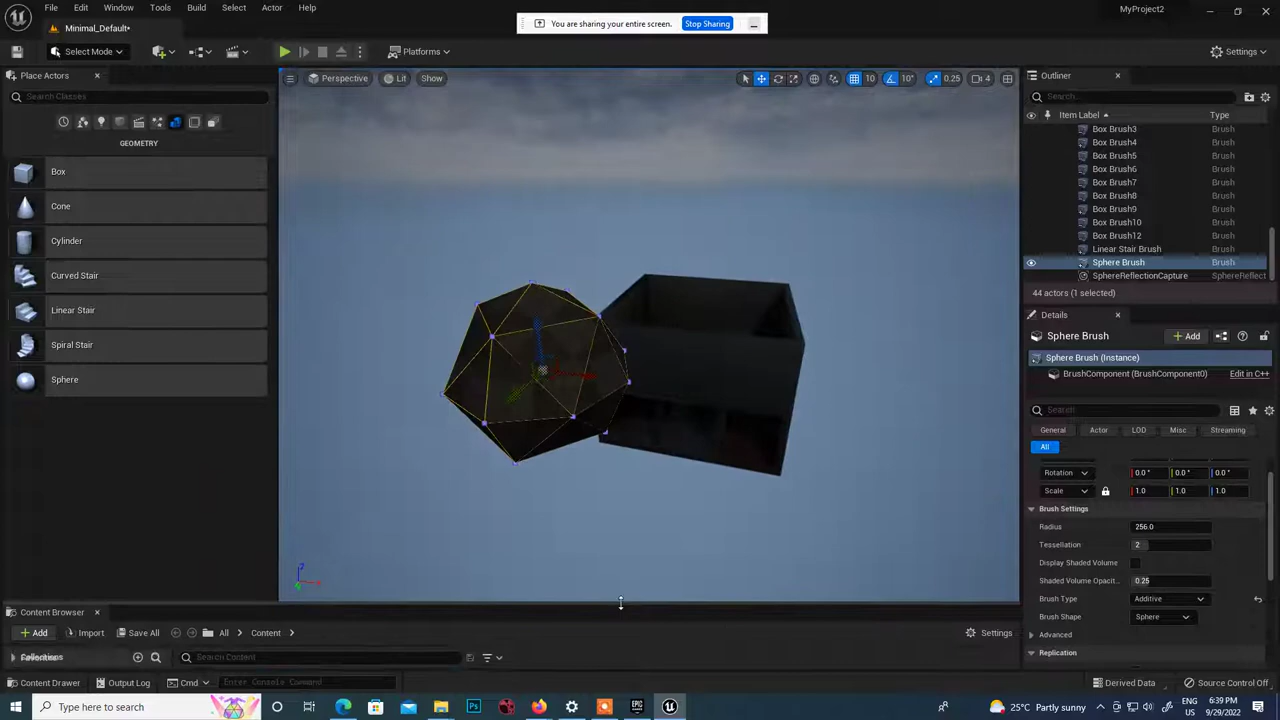 File Edit Window Tools Build Select Actor Help
MyProject2
You are sharing your entire screen. Stop Sharing
Minimal_Default*
Select Mode
Platforms
Settings
Place Actors
Search Classes
GEOMETRY
Box
Cone
Cylinder
Curved Stair
Linear Stair
Spiral Stair
Sphere
Perspective Lit Show
10 10° 0.25 4
Outliner
Search...
Item Label Type
Box Brush3 Brush
Box Brush4 Brush
Box Brush5 Brush
Box Brush6 Brush
Box Brush7 Brush
Box Brush8 Brush
Box Brush9 Brush
Box Brush10 Brush
Box Brush12 Brush
Linear Stair Brush Brush
Sphere Brush Brush
SphereReflectionCapture SphereReflect
44 actors (1 selected)
Details
Sphere Brush
Add
Sphere Brush (Instance)
BrushComponent (BrushComponent0) Edit in C++
Search
General Actor LOD Misc Streaming
All
Rotation 0.0° 0.0° 0.0°
Scale 1.0 1.0 1.0
Brush Settings
Radius 256.0
Tessellation 2
Display Shaded Volume
Shaded Volume Opacit.. 0.25
Brush Type Additive
Brush Shape Sphere
Advanced
Replication
Content Browser
Add Import Save All All Content Settings
Search Content
Content Drawer Output Log Cmd Enter Console Command
Derived Data Source Control Off
Type here to search
25°C Partly sunny
ENG
US
6:39 PM
9/29/2022